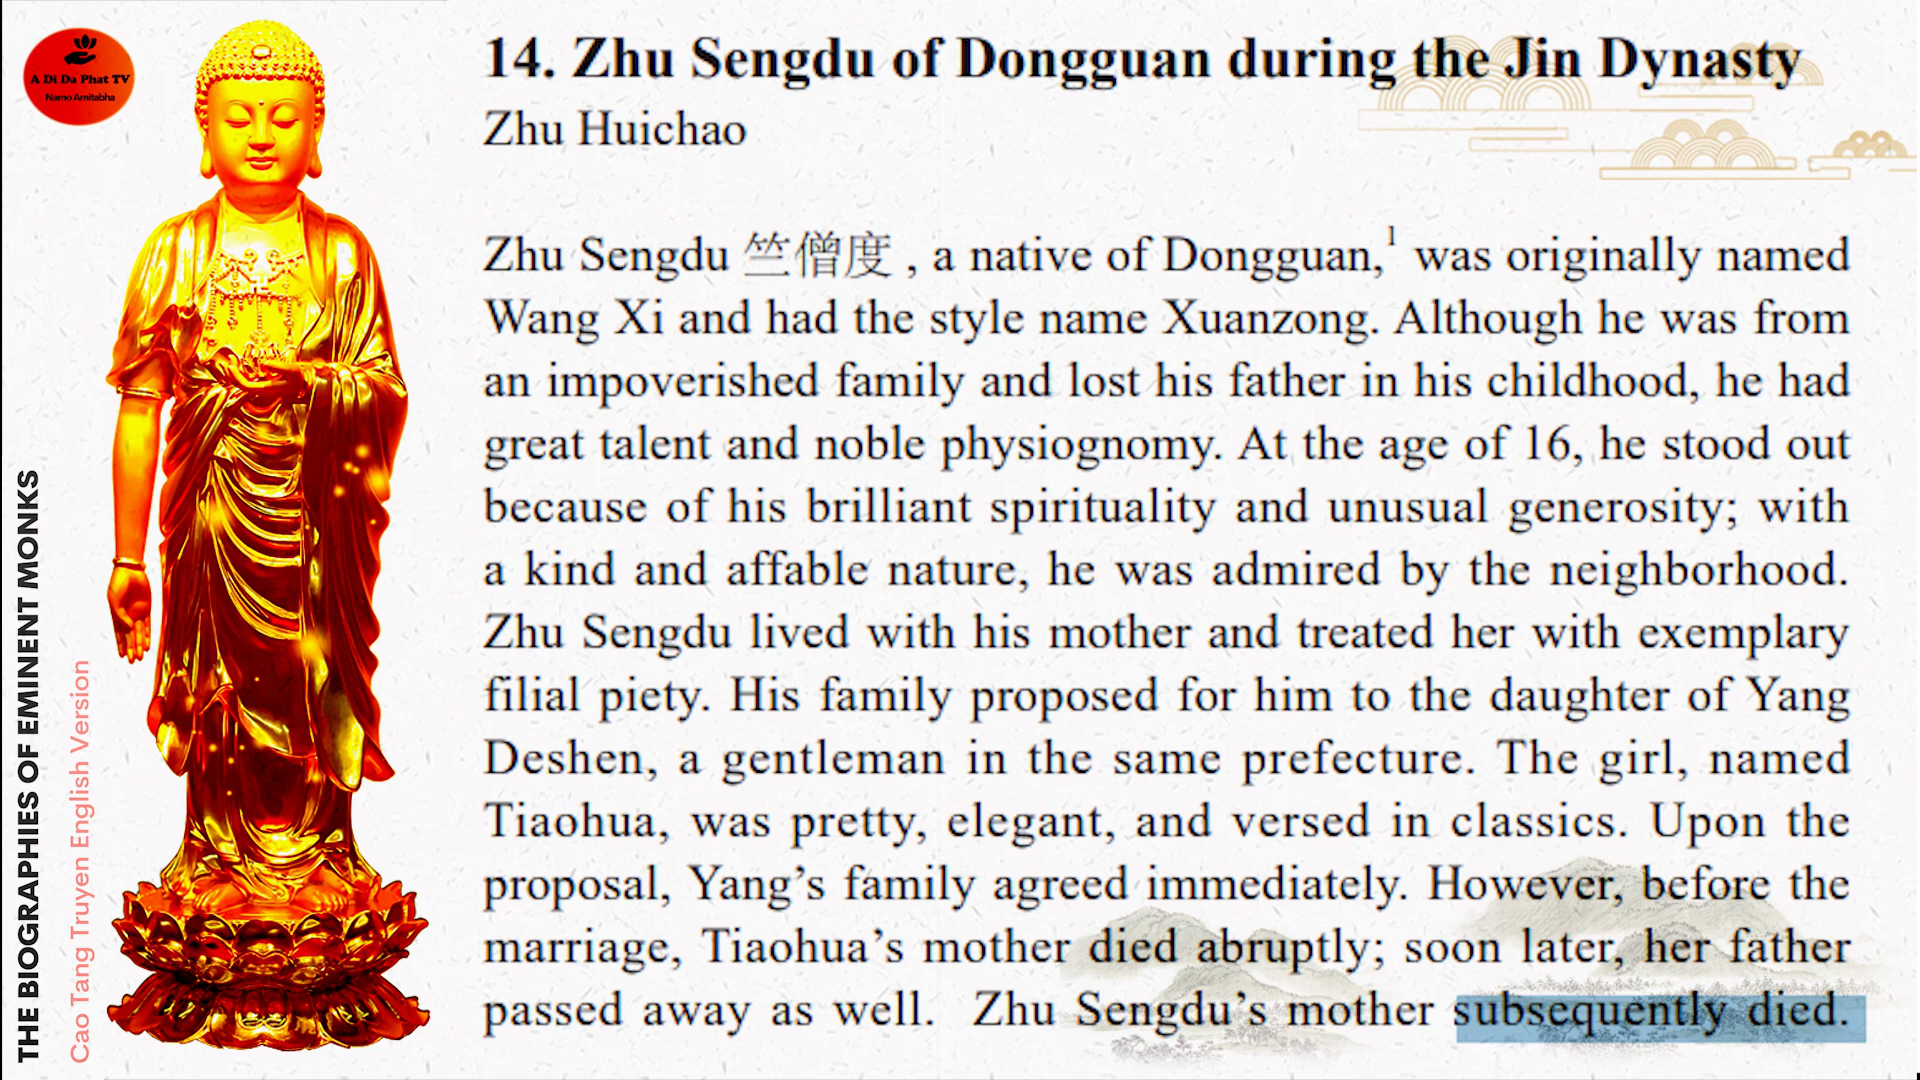 A Di Da Phat TV
Namo Amitabha
THE BIOGRAPHIES OF EMINENT MONKS
Cao Tang Truyen English Version
14. Zhu Sengdu of Dongguan during the Jin Dynasty
Zhu Huichao
Zhu Sengdu 竺僧度 , a native of Dongguan,1 was originally named
Wang Xi and had the style name Xuanzong. Although he was from
an impoverished family and lost his father in his childhood, he had
great talent and noble physiognomy. At the age of 16, he stood out
because of his brilliant spirituality and unusual generosity; with
a kind and affable nature, he was admired by the neighborhood.
Zhu Sengdu lived with his mother and treated her with exemplary
filial piety. His family proposed for him to the daughter of Yang
Deshen, a gentleman in the same prefecture. The girl, named
Tiaohua, was pretty, elegant, and versed in classics. Upon the
proposal, Yang’s family agreed immediately. However, before the
marriage, Tiaohua’s mother died abruptly; soon later, her father
passed away as well. Zhu Sengdu’s mother subsequently died.